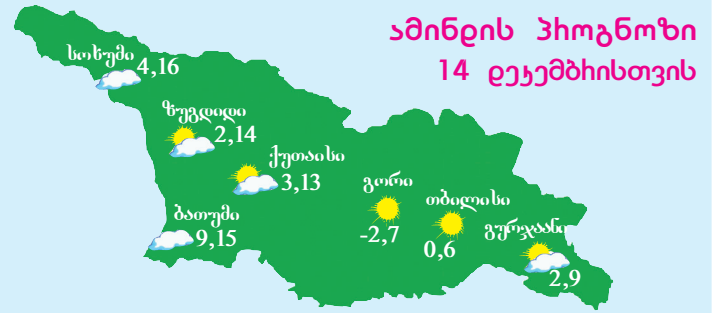 ამინდის პროგნოზი
14 დეკემბრისთვის
სოხუმი
4,16
ზუგდიდი
2,14
ქუთაისი
3,13
გორი
-2,7
თბილისი
0,6
ბათუმი
9,15
გურჯაანი
2,9